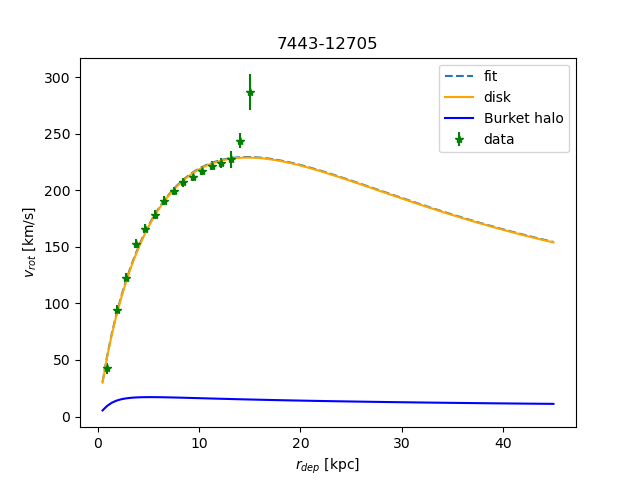 7443-12705
v_rot [km/s]
300
250
200
150
100
50
0
fit
disk
Burket halo
data
0 10 20 30 40
r_dep [kpc]